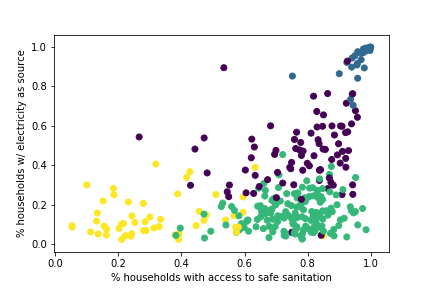 % households w/ electricity as source
1.0
0.8
0.6
0.4
0.2
0.0
0.0 0.2 0.4 0.6 0.8 1.0
% households with access to safe sanitation